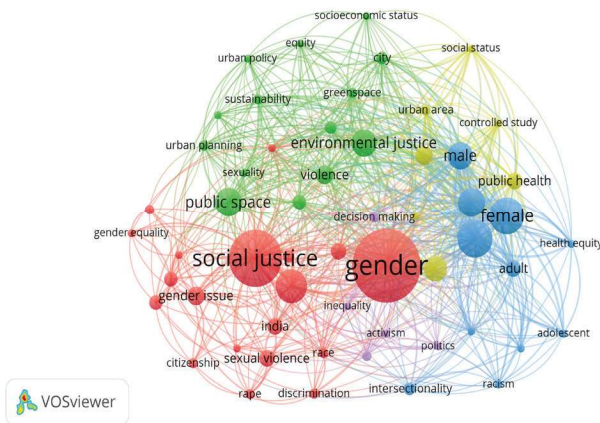 socioeconomic status
equity
social status
urban policy
city
greenspace
sustainability
urban area
controlled study
environmental justice
urban planning
male
sexuality
violence
public health
public space
decision making
female
gender equality
health equity
social justice
gender
adult
gender issue
inequality
india
activism
adolescent
politics
citizenship
sexual violence
race
intersectionality
racism
rape
discrimination
VOSviewer